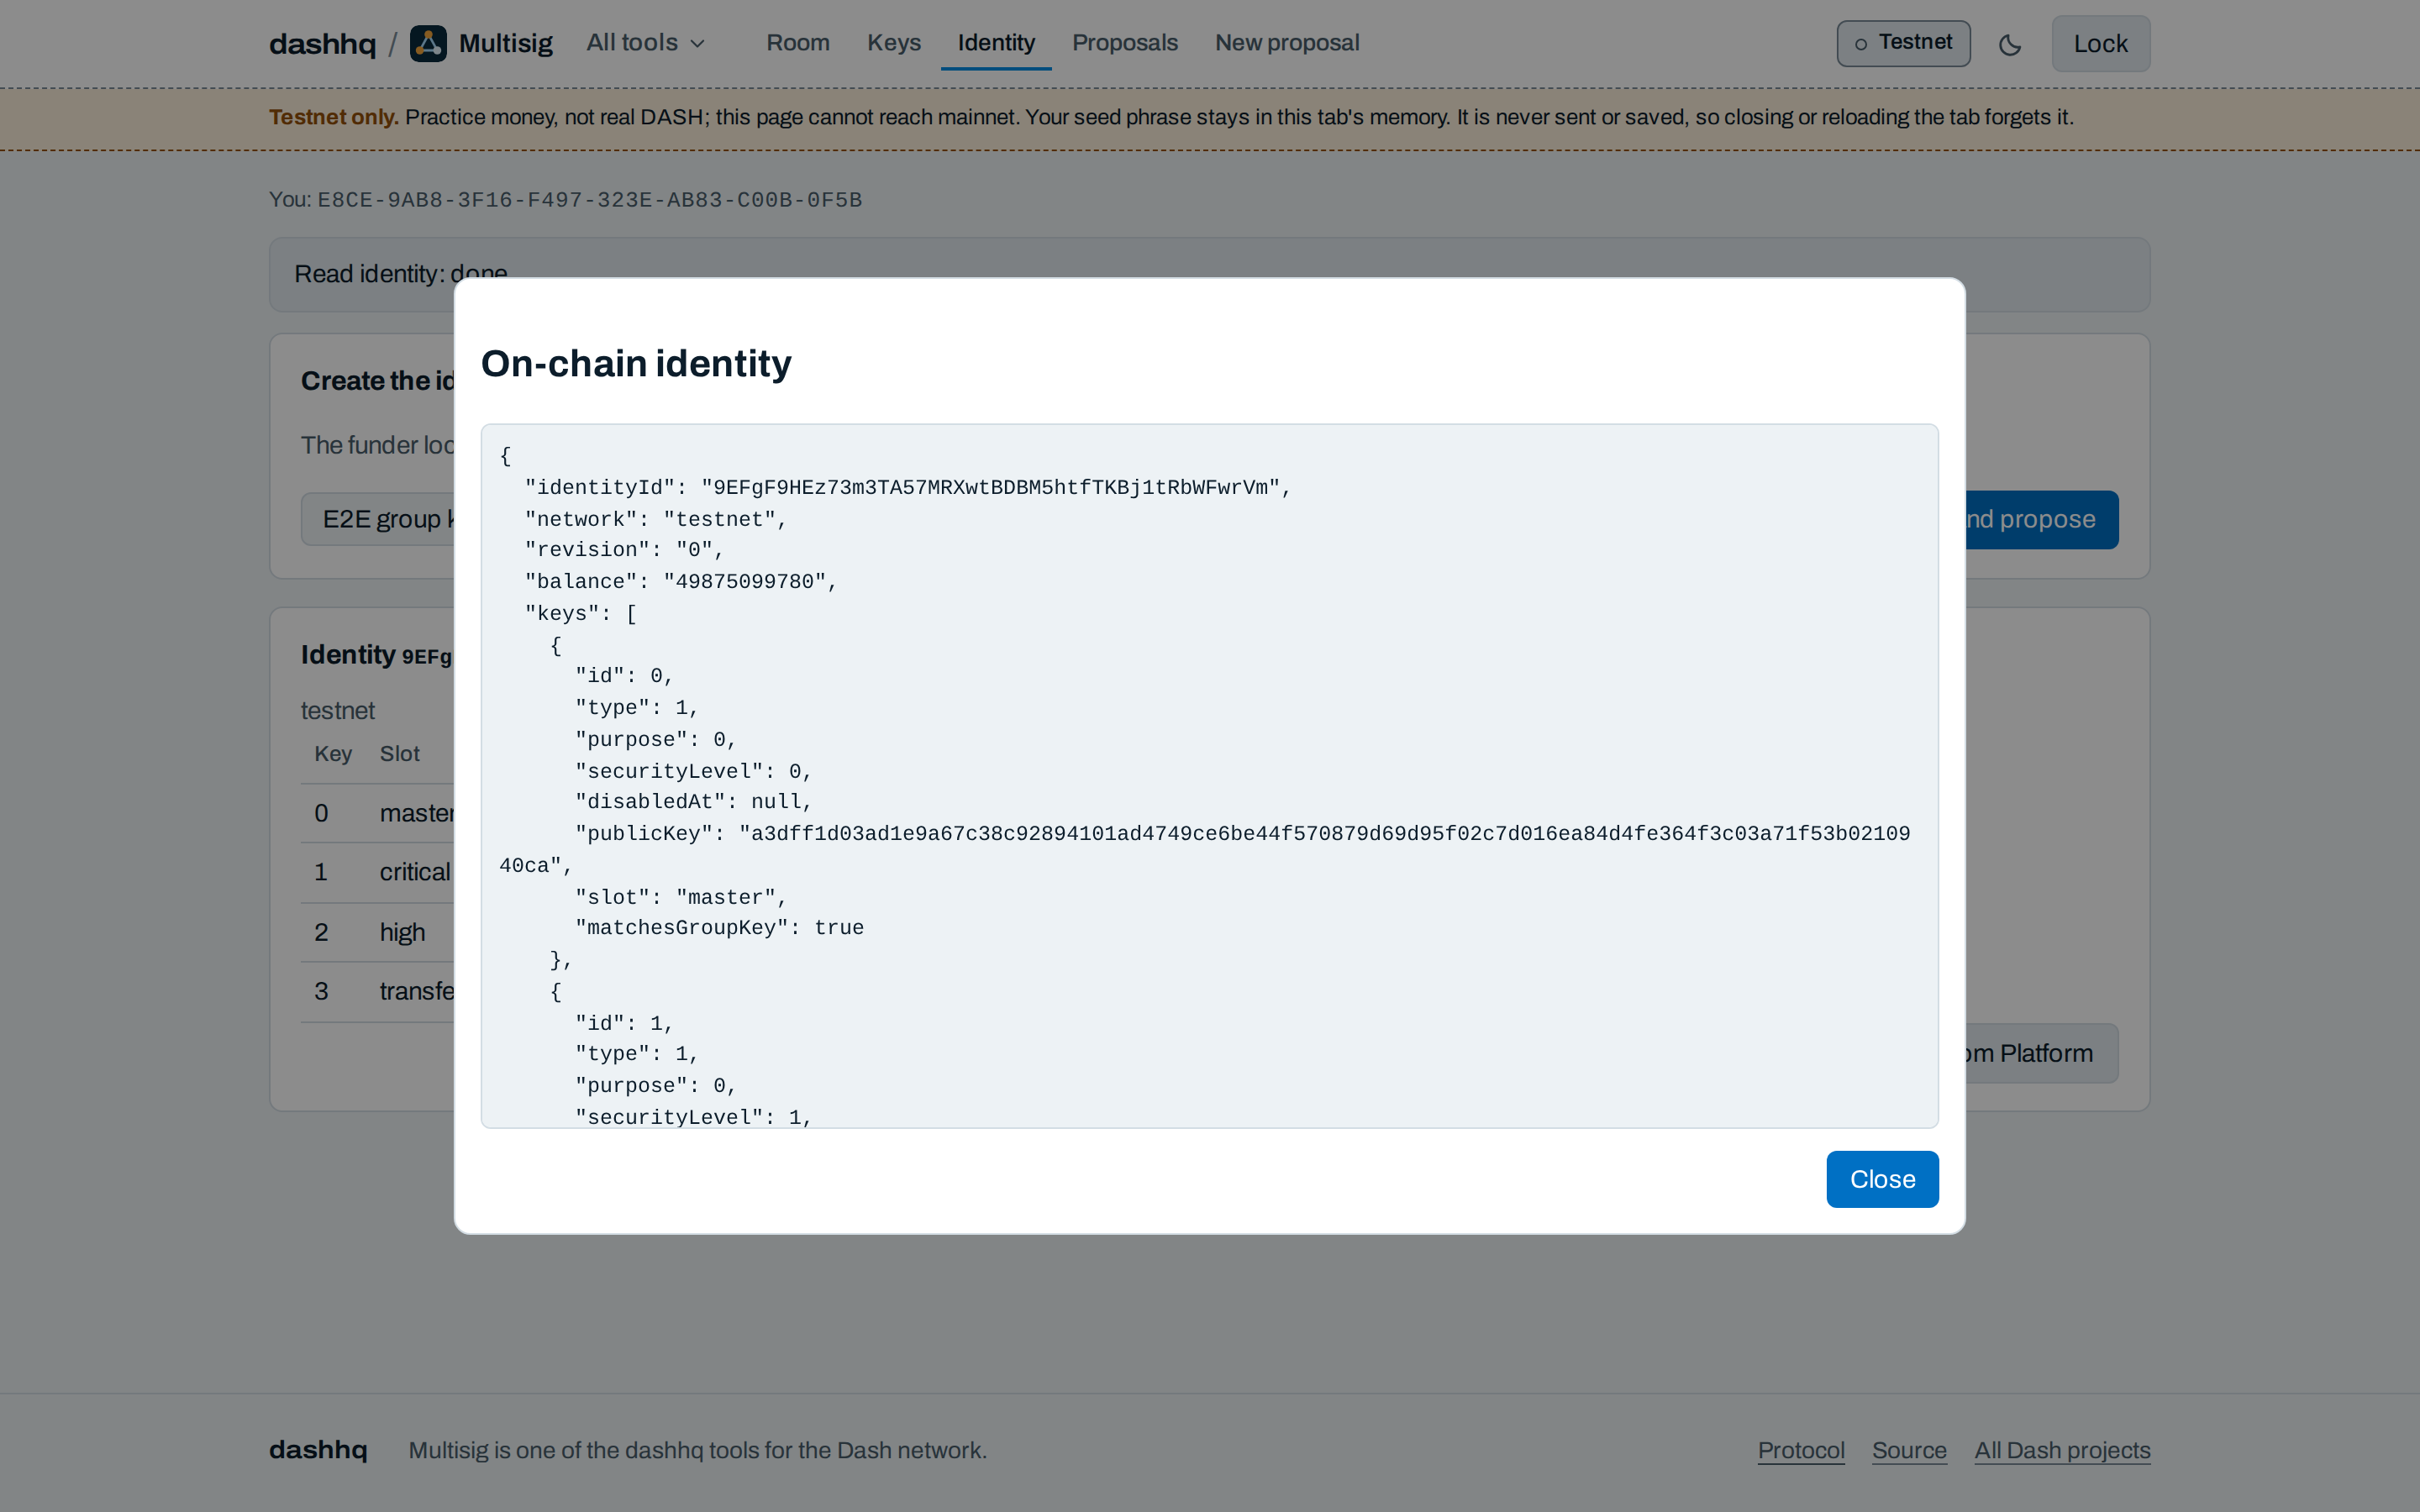 dashhq / Multisig All tools Room Keys Identity Proposals New proposal Testnet Lock
Testnet only. Practice money, not real DASH; this page cannot reach mainnet. Your seed phrase stays in this tab's memory. It is never sent or saved, so closing or reloading the tab forgets it.
You: E8CE-9AB8-3F16-F497-323E-AB83-C00B-0F5B
Read identity: done
Create the id
The funder loc
E2E group k
nd propose
Identity 9EFg
testnet
Key Slot
0 master
1 critical
2 high
3 transfe
om Platform
On-chain identity
{
"identityId": "9EFgF9HEz73m3TA57MRXwtBDBM5htfTKBj1tRbWFwrVm",
"network": "testnet",
"revision": "0",
"balance": "49875099780",
"keys": [
{
"id": 0,
"type": 1,
"purpose": 0,
"securityLevel": 0,
"disabledAt": null,
"publicKey": "a3dff1d03ad1e9a67c38c92894101ad4749ce6be44f570879d69d95f02c7d016ea84d4fe364f3c03a71f53b02109
40ca",
"slot": "master",
"matchesGroupKey": true
},
{
"id": 1,
"type": 1,
"purpose": 0,
"securityLevel": 1,
Close
dashhq Multisig is one of the dashhq tools for the Dash network. Protocol Source All Dash projects